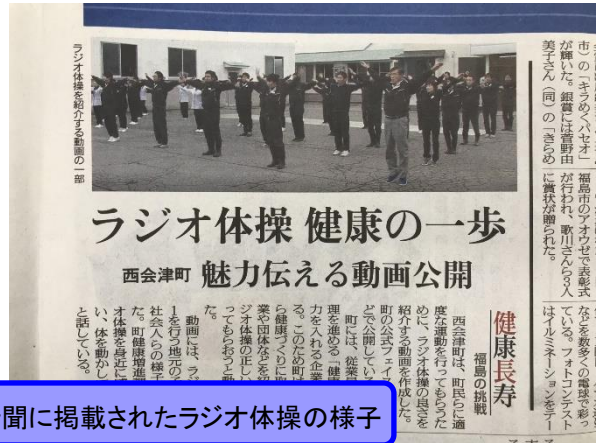 ラジオ体操を紹介する動画の一部
ラジオ体操 健康の一歩
西会津町 魅力伝える動画公開
健康長寿
福島の挑戦
西会津町は、町民らに適
度な運動を行ってもらうた
めに、ラジオ体操の良さを
紹介する動画を作成した。
町の公式フェイ
どで公開している
町には、従業員
理を進める「健康
力を入れる企業
る。このため町は
ら健康づくりに取
業や団体などを紹
ジオ体操の正しい
ってもらおうと動
た。
動画には、ラジ
1を行う地元の子
社会人らの様子
た。町健康増進課
オ体操を身近に
い、体を動かし
と話している。
市）の「キラめくパセオ」
が輝いた。銀賞には菅野由
美子さん（同）の「きらめ
福島市のアオウゼで表彰式
が行われ、歌川さんら3人
に賞状が贈られた。
などを数多くの電球で彩っ
ている。フォトコンテスト
はイルミネーションをテー
聞に掲載されたラジオ体操の様子